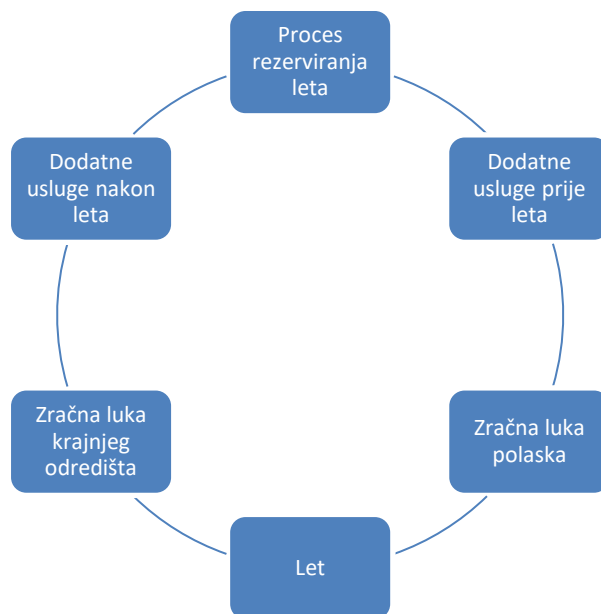 Proces
rezerviranja
leta
Dodatne
usluge prije
leta
Zračna luka
polaska
Let
Zračna luka
krajnjeg
odredišta
Dodatne
usluge nakon
leta